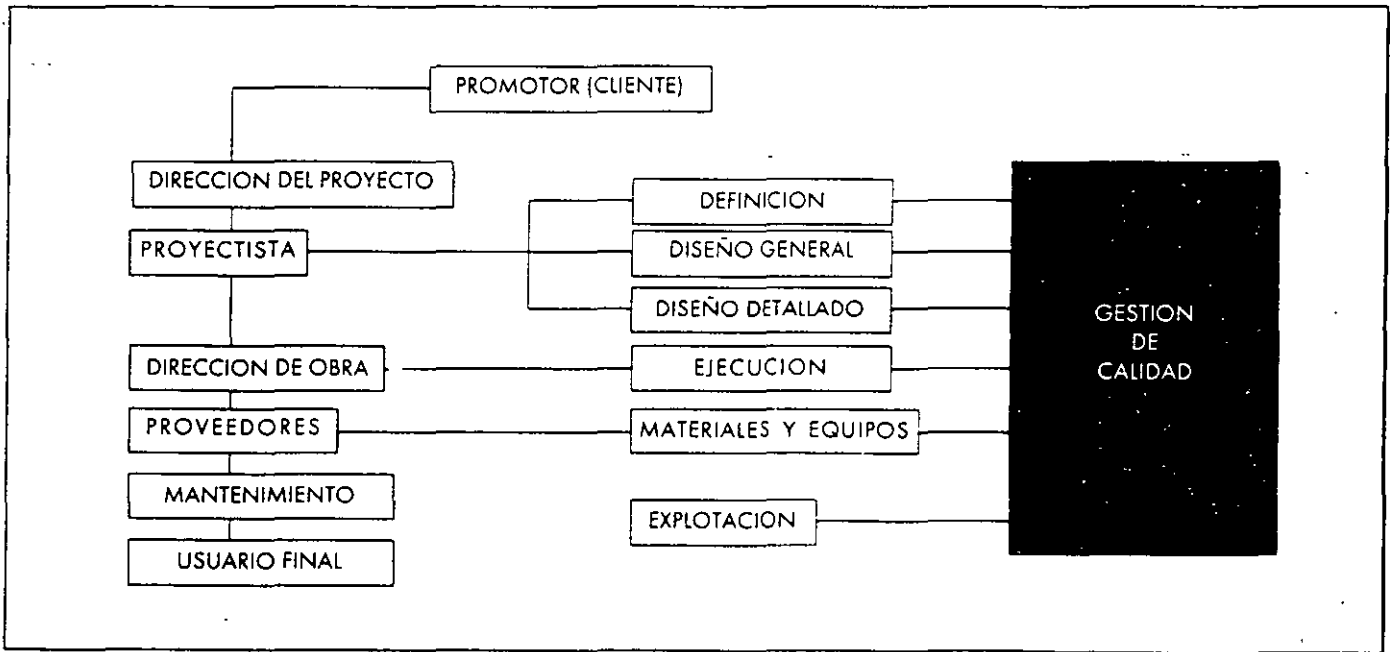 PROMOTOR (CLIENTE)
DIRECCION DEL PROYECTO
PROYECTISTA
DIRECCION DE OBRA
PROVEEDORES
MANTENIMIENTO
USUARIO FINAL
DEFINICION
DISEÑO GENERAL
DISEÑO DETALLADO
EJECUCION
MATERIALES Y EQUIPOS
EXPLOTACION
GESTION
DE
CALIDAD